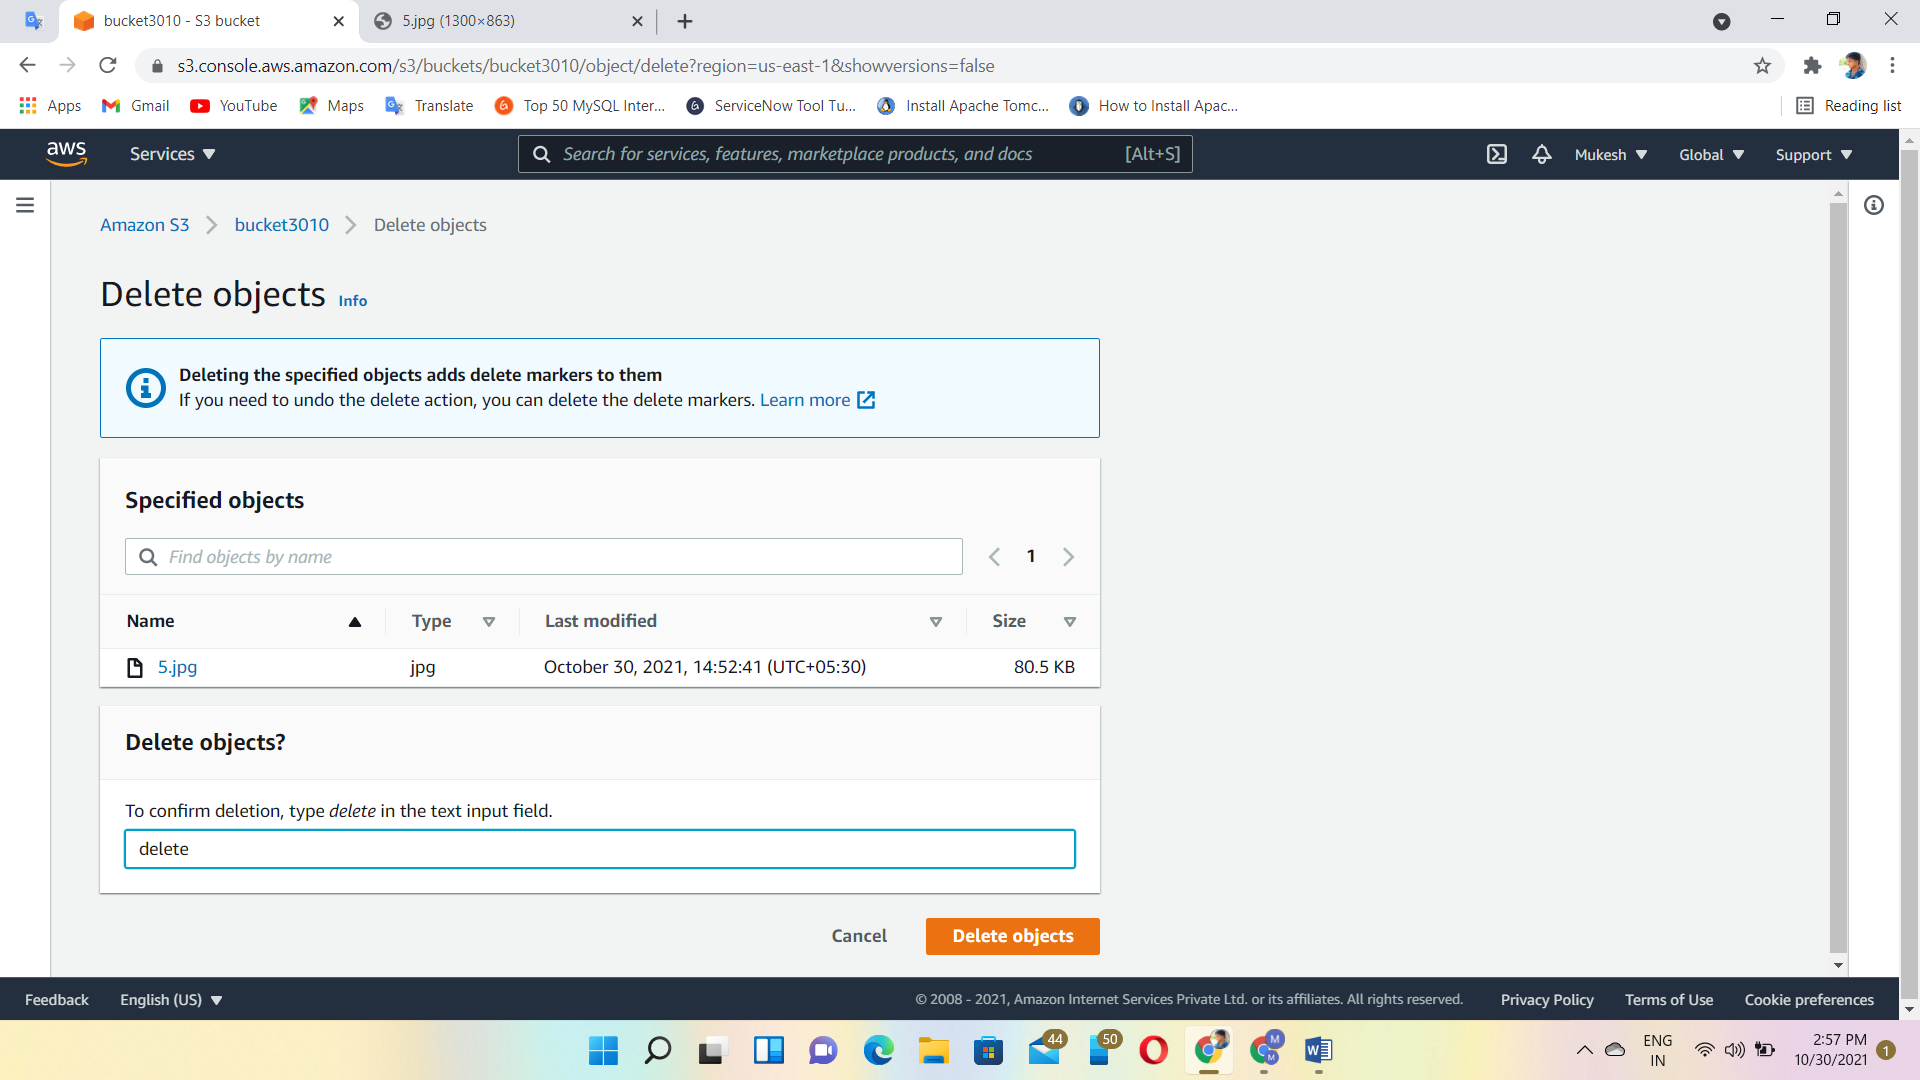 bucket3010 - S3 bucket
5.jpg (1300×863)
s3.console.aws.amazon.com/s3/buckets/bucket3010/object/delete?region=us-east-1&showversions=false
Apps Gmail YouTube Maps Translate Top 50 MySQL Inter... ServiceNow Tool Tu... Install Apache Tomc... How to Install Apac... Reading list
aws Services Search for services, features, marketplace products, and docs [Alt+S] Mukesh Global Support
Amazon S3 bucket3010 Delete objects
Delete objects Info
Deleting the specified objects adds delete markers to them
If you need to undo the delete action, you can delete the delete markers. Learn more
Specified objects
Find objects by name 1
Name Type Last modified Size
5.jpg jpg October 30, 2021, 14:52:41 (UTC+05:30) 80.5 KB
Delete objects?
To confirm deletion, type delete in the text input field.
delete
Cancel Delete objects
Feedback English (US) © 2008 - 2021, Amazon Internet Services Private Ltd. or its affiliates. All rights reserved. Privacy Policy Terms of Use Cookie preferences
44 50 M M
ENG
IN
2:57 PM
10/30/2021
1